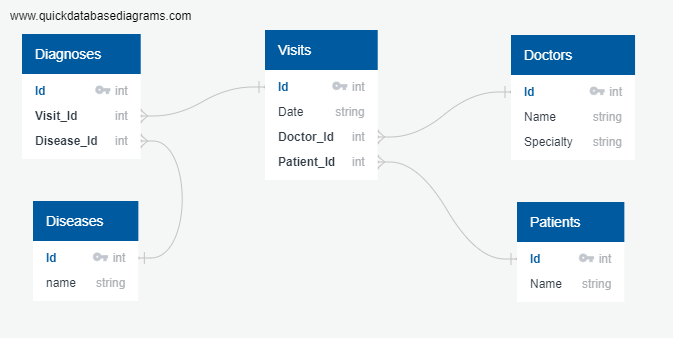 www.quickdatabasediagrams.com
Diagnoses
Id int
Visit_Id int
Disease_Id int
Visits
Id int
Date string
Doctor_Id int
Patient_Id int
Doctors
Id int
Name string
Specialty string
Diseases
Id int
name string
Patients
Id int
Name string